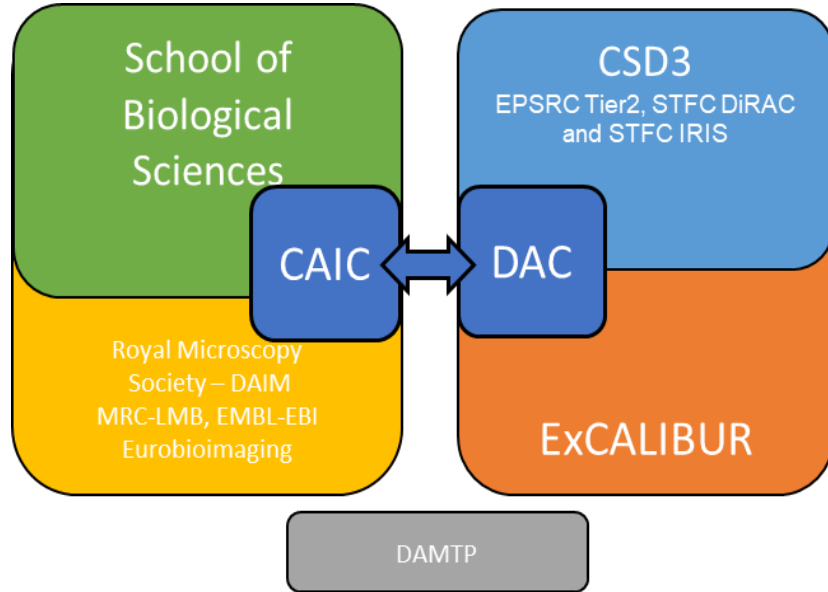 School of
Biological
Sciences
CSD3
EPSRC Tier2, STFC DiRAC
and STFC IRIS
CAIC
DAC
Royal Microscopy
Society – DAIM
MRC-LMB, EMBL-EBI
Eurobioimaging
ExCALIBUR
DAMTP